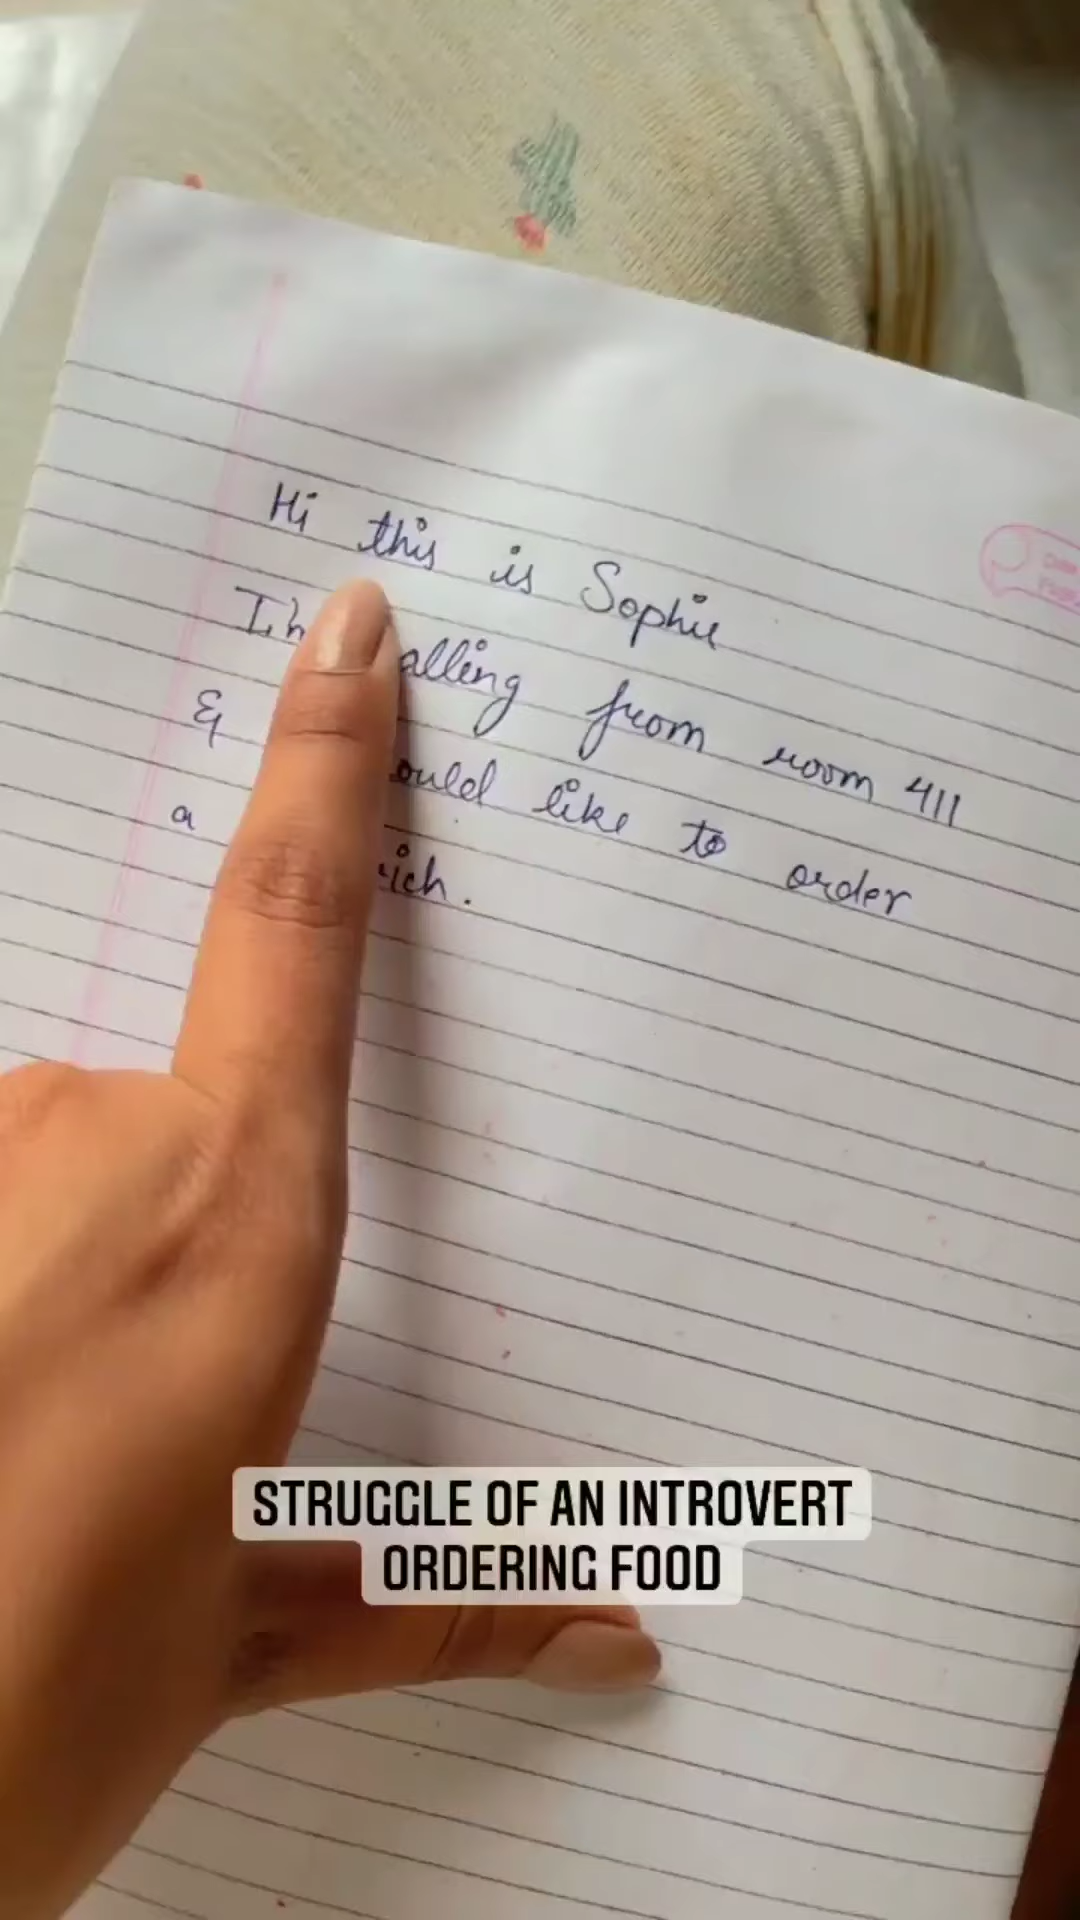 Hi this is Sophie
alling from room 411
& ould like to order
a ich.
STRUGGLE OF AN INTROVERT
ORDERING FOOD